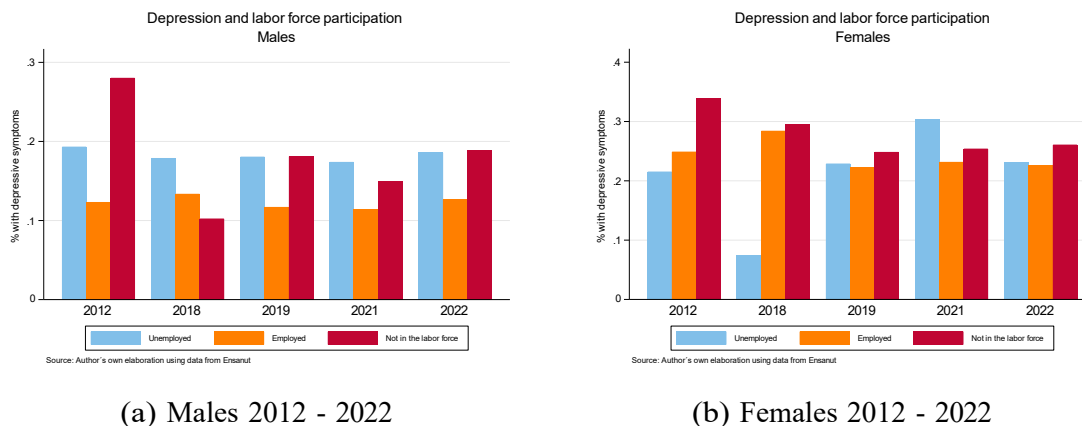 Depression and labor force participation
Males
% with depressive symptoms
.3
.2
.1
0
2012 2018 2019 2021 2022
Unemployed Employed Not in the labor force
Source: Author´s own elaboration using data from Ensanut
(a) Males 2012 - 2022
Depression and labor force participation
Females
% with depressive symptoms
.4
.3
.2
.1
0
2012 2018 2019 2021 2022
Unemployed Employed Not in the labor force
Source: Author´s own elaboration using data from Ensanut
(b) Females 2012 - 2022